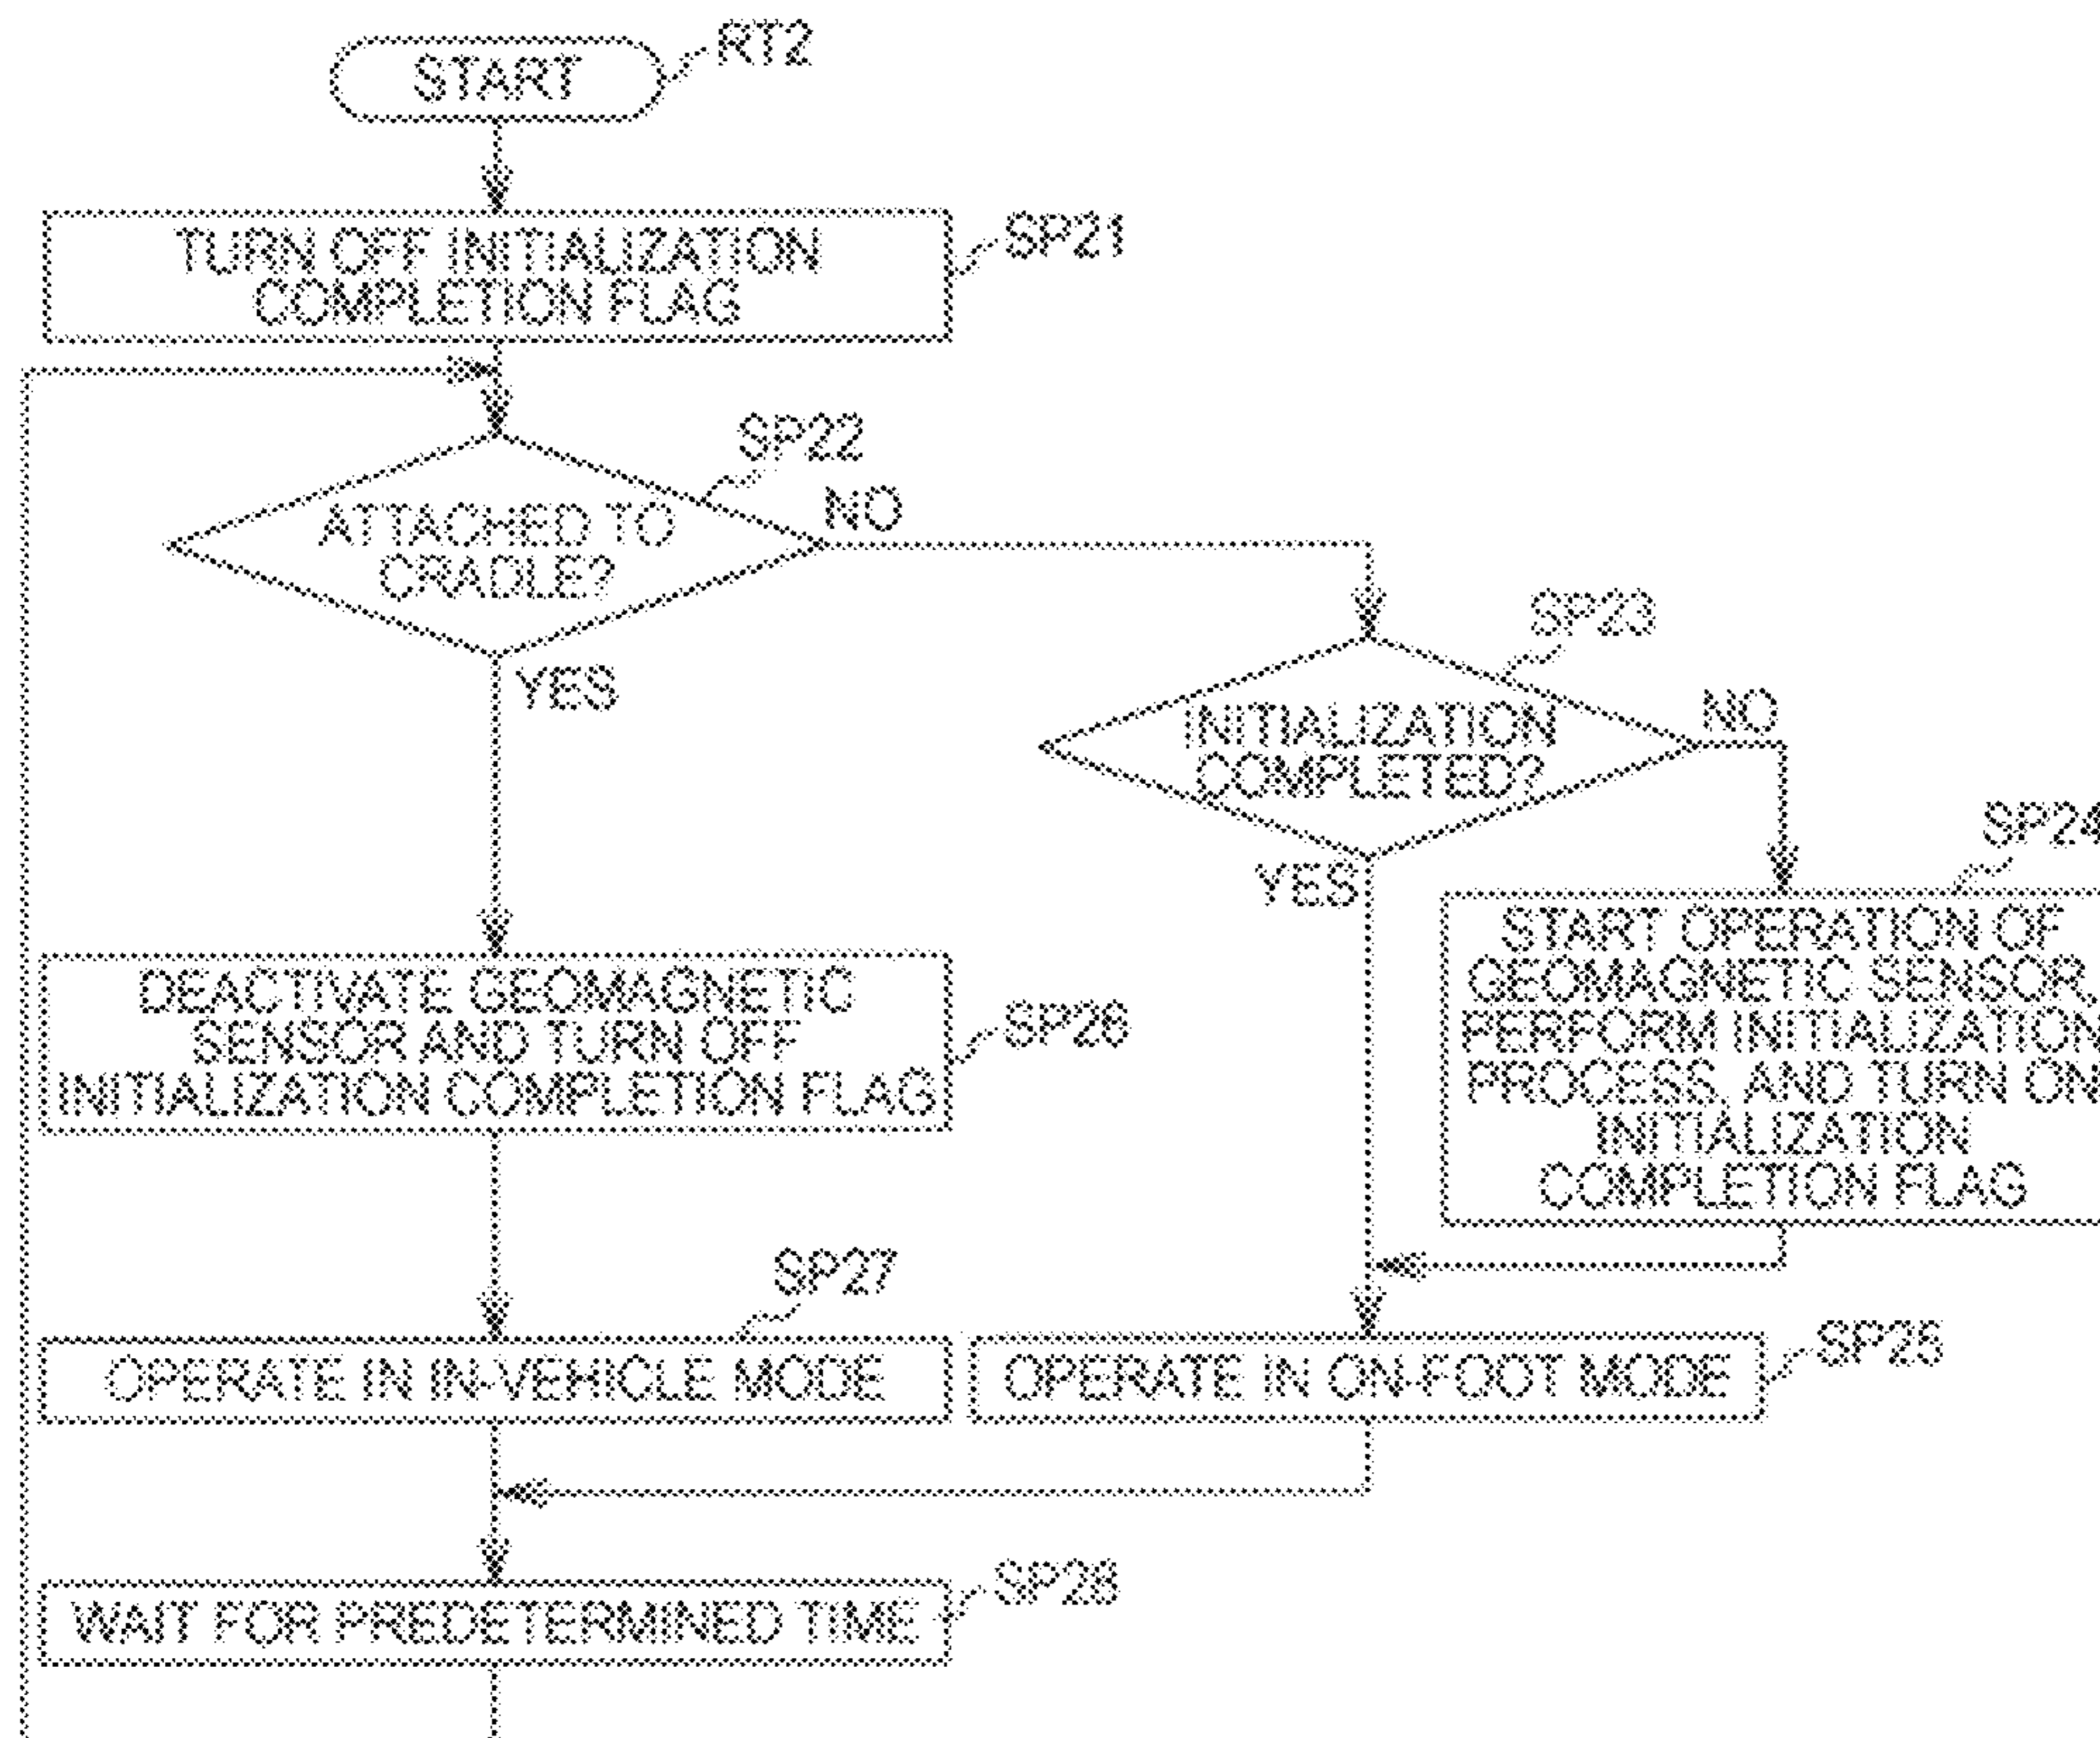 RT2
START
SP21
TURN OFF INITIALIZATION
COMPLETION FLAG
SP22
NO
ATTACHED TO
CRADLE?
YES
SP23
NO
INITIALIZATION
COMPLETED?
YES
SP24
START OPERATION OF
GEOMAGNETIC SENSOR,
PERFORM INITIALIZATION
PROCESS, AND TURN ON
INITIALIZATION
COMPLETION FLAG
DEACTIVATE GEOMAGNETIC
SENSOR AND TURN OFF
INITIALIZATION COMPLETION FLAG
SP26
SP27
OPERATE IN IN-VEHICLE MODE
OPERATE IN ON-FOOT MODE
SP25
SP28
WAIT FOR PREDETERMINED TIME